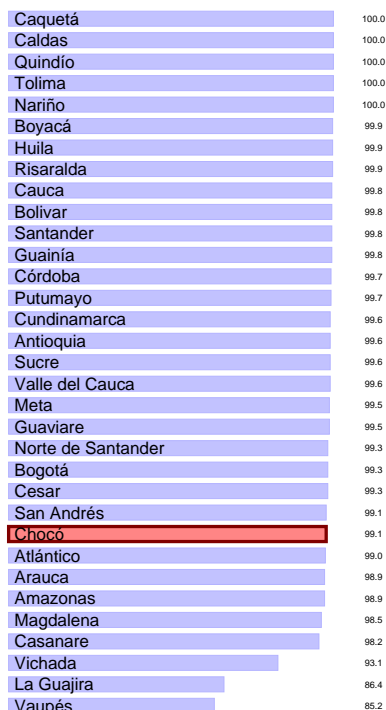 Caquetá 100.0
Caldas 100.0
Quindío 100.0
Tolima 100.0
Nariño 100.0
Boyacá 99.9
Huila 99.9
Risaralda 99.9
Cauca 99.8
Bolivar 99.8
Santander 99.8
Guainía 99.8
Córdoba 99.7
Putumayo 99.7
Cundinamarca 99.6
Antioquia 99.6
Sucre 99.6
Valle del Cauca 99.6
Meta 99.5
Guaviare 99.5
Norte de Santander 99.3
Bogotá 99.3
Cesar 99.3
San Andrés 99.1
Chocó 99.1
Atlántico 99.0
Arauca 98.9
Amazonas 98.9
Magdalena 98.5
Casanare 98.2
Vichada 93.1
La Guajira 86.4
Vaupés 85.2